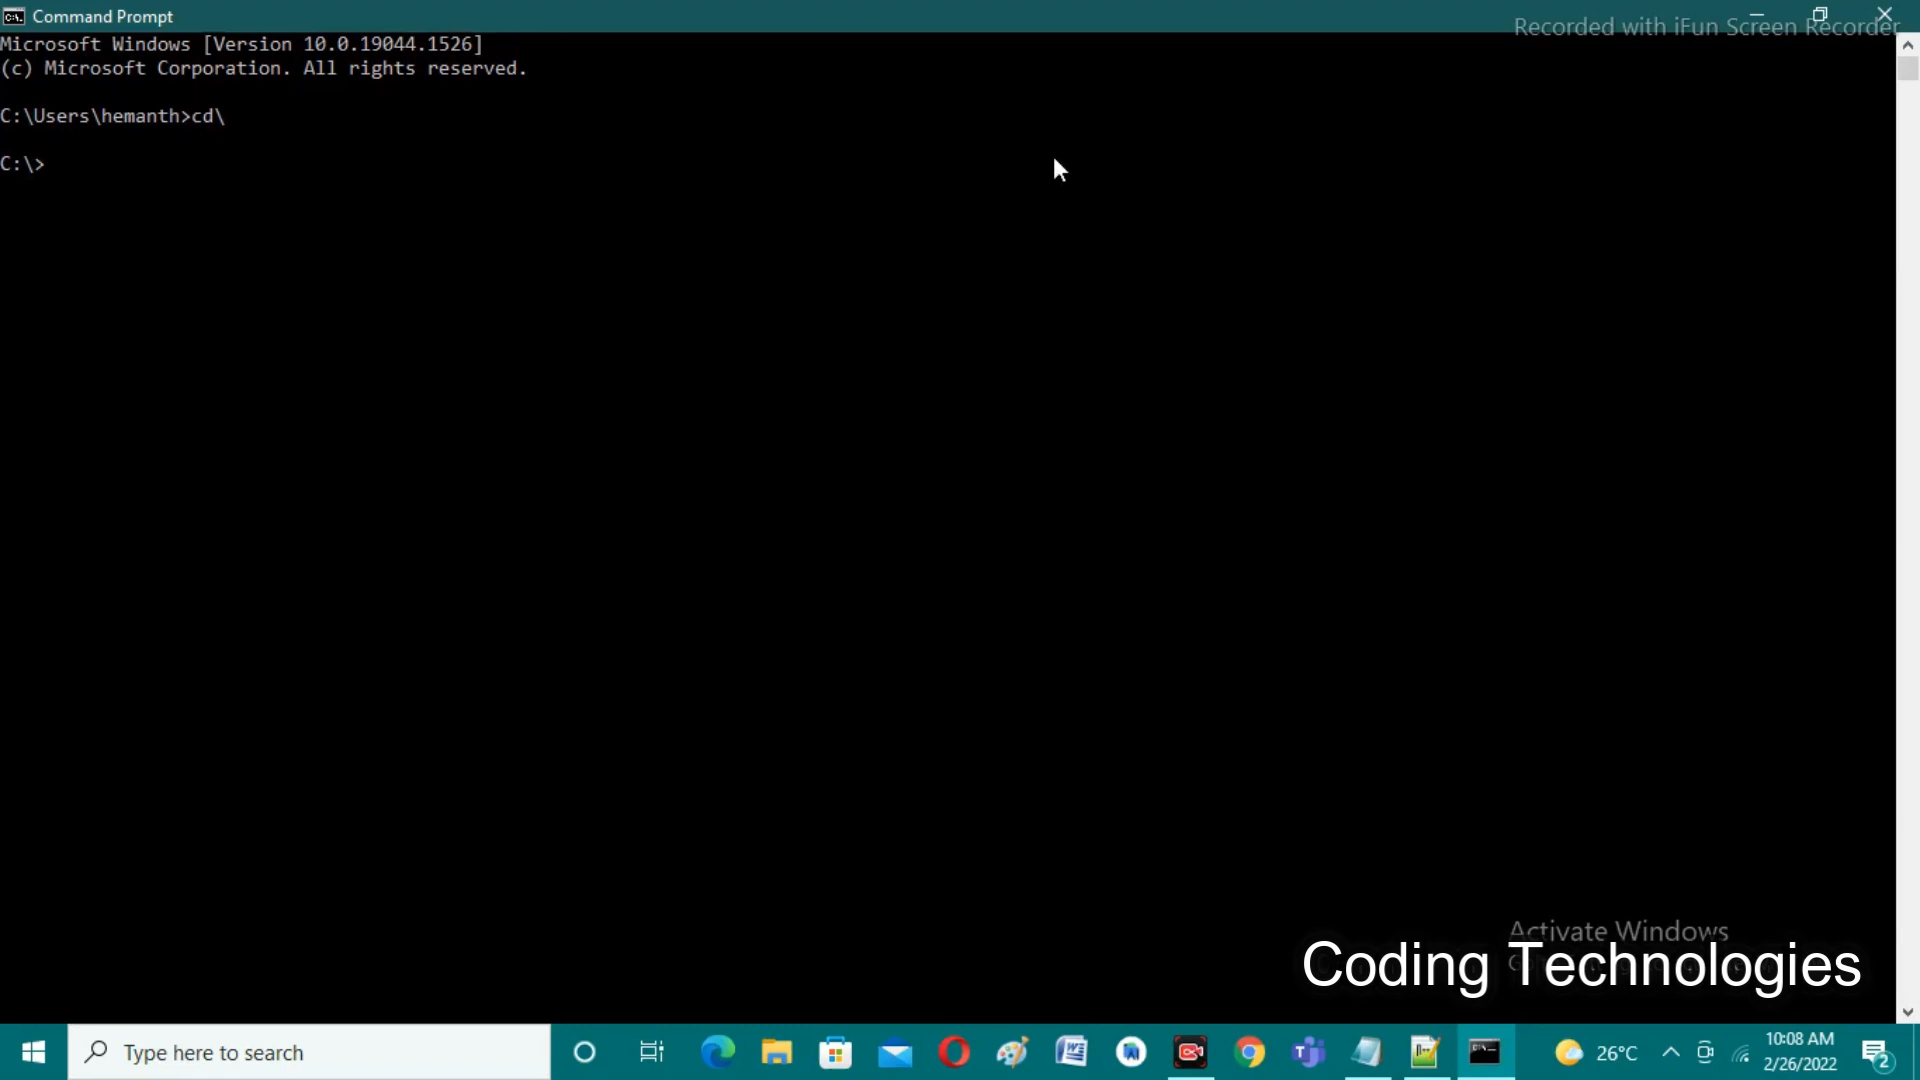 Command Prompt
Recorded with iFun Screen Recorder
Microsoft Windows [Version 10.0.19044.1526]
(c) Microsoft Corporation. All rights reserved.
C:\Users\hemanth>cd\
C:\>
Activate Windows
Coding Technologies
Type here to search
26°C
10:08 AM
2/26/2022
2